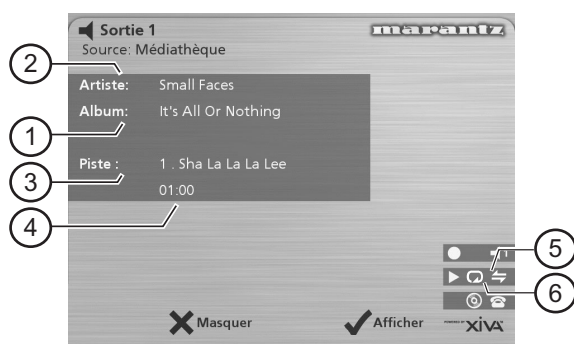 Sortie 1
marantz
Source: Médiathèque
2
Artiste: Small Faces
Album: It's All Or Nothing
1
Piste : 1 . Sha La La La Lee
3
01:00
4
5
6
Masquer
Afficher
XiVA